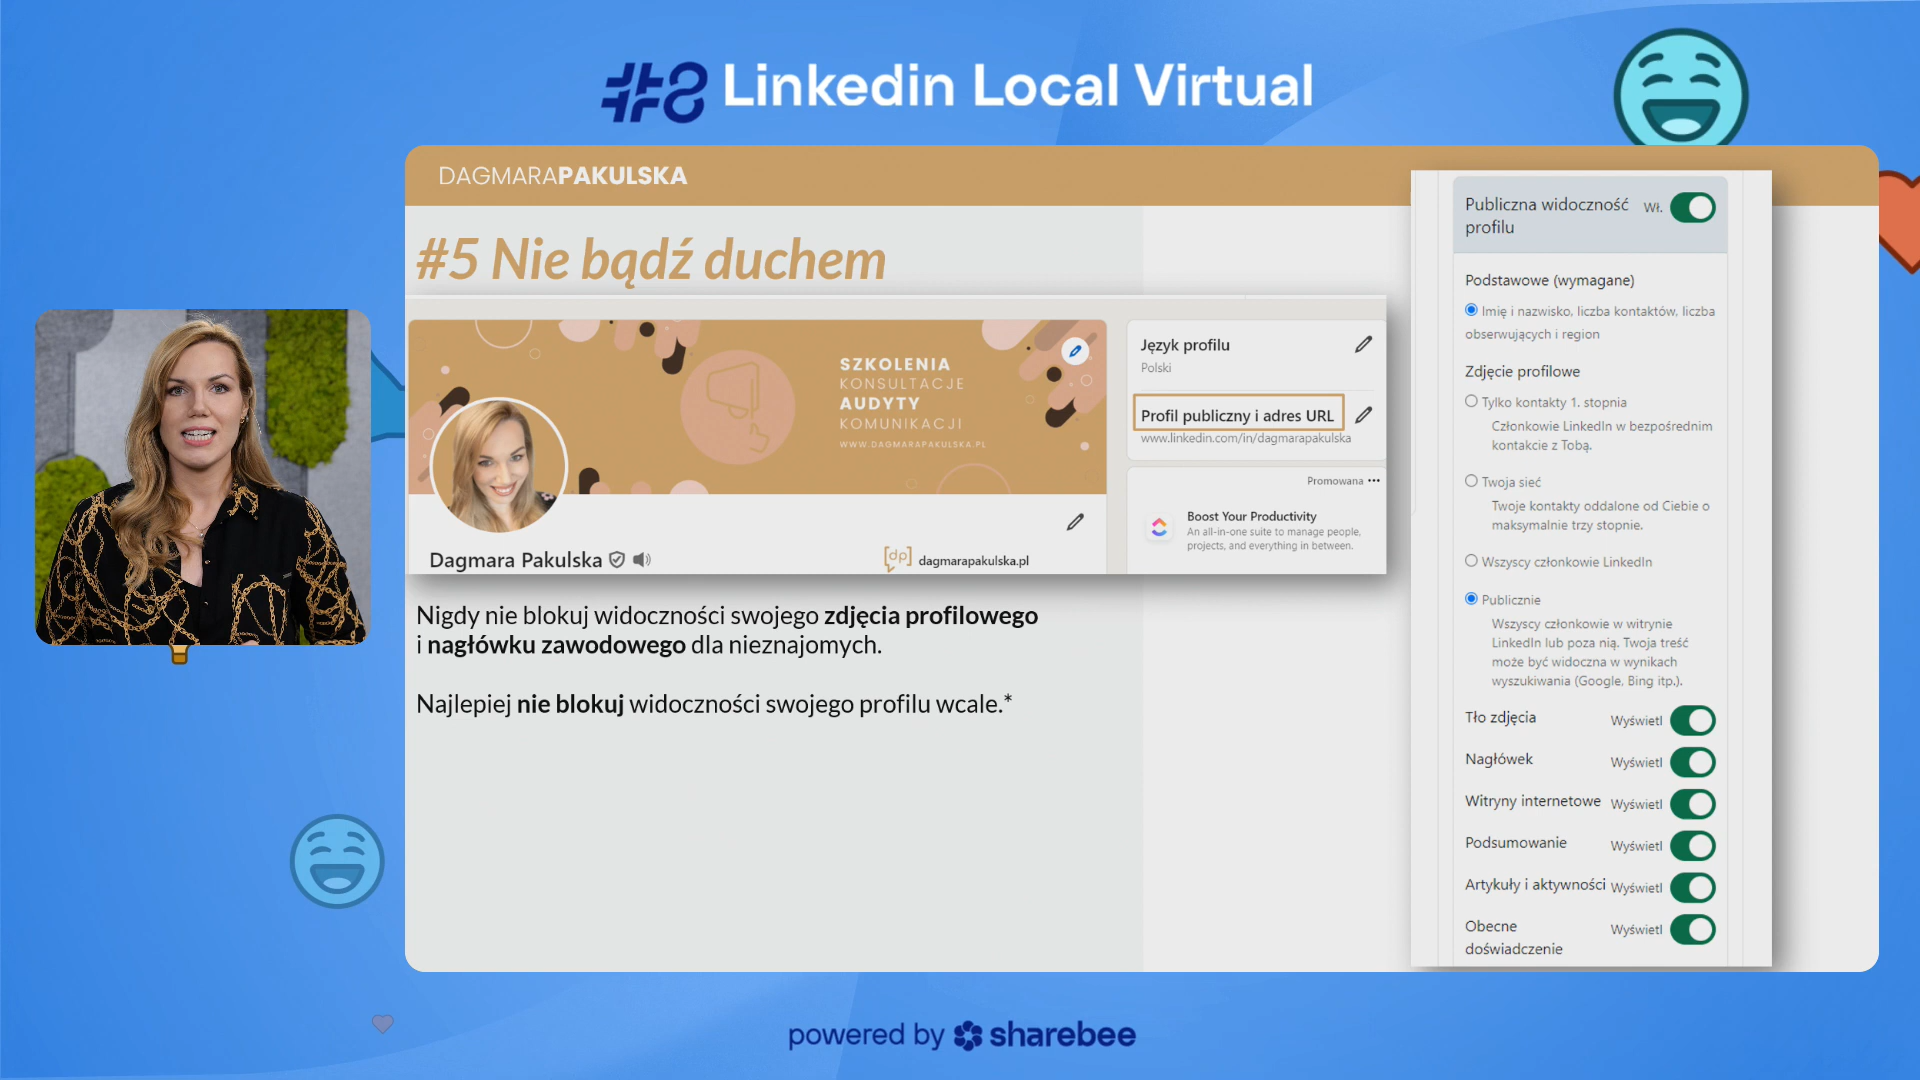 #8 Linkedin Local Virtual
DAGMARAPAKULSKA
#5 Nie bądź duchem
SZKOLENIA
KONSULTACJE
AUDYTY
KOMUNIKACJI
WWW.DAGMARAPAKULSKA.PL
Dagmara Pakulska
dp
dagmarapakulska.pl
Język profilu
Polski
Profil publiczny i adres URL
www.linkedin.com/in/dagmarapakulska
Promowana
Boost Your Productivity
An all-in-one suite to manage people,
projects, and everything in between.
Nigdy nie blokuj widoczności swojego zdjęcia profilowego
i nagłówku zawodowego dla nieznajomych.
Najlepiej nie blokuj widoczności swojego profilu wcale.*
Publiczna widoczność
profilu
Wł.
Podstawowe (wymagane)
Imię i nazwisko, liczba kontaktów, liczba
obserwujących i region
Zdjęcie profilowe
Tylko kontakty 1. stopnia
Członkowie LinkedIn w bezpośrednim
kontakcie z Tobą.
Twoja sieć
Twoje kontakty oddalone od Ciebie o
maksymalnie trzy stopnie.
Wszyscy członkowie LinkedIn
Publicznie
Wszyscy członkowie w witrynie
LinkedIn lub poza nią. Twoja treść
może być widoczna w wynikach
wyszukiwania (Google, Bing itp.).
Tło zdjęcia Wyświetl
Nagłówek Wyświetl
Witryny internetowe Wyświetl
Podsumowanie Wyświetl
Artykuły i aktywności Wyświetl
Obecne Wyświetl
doświadczenie
powered by sharebee